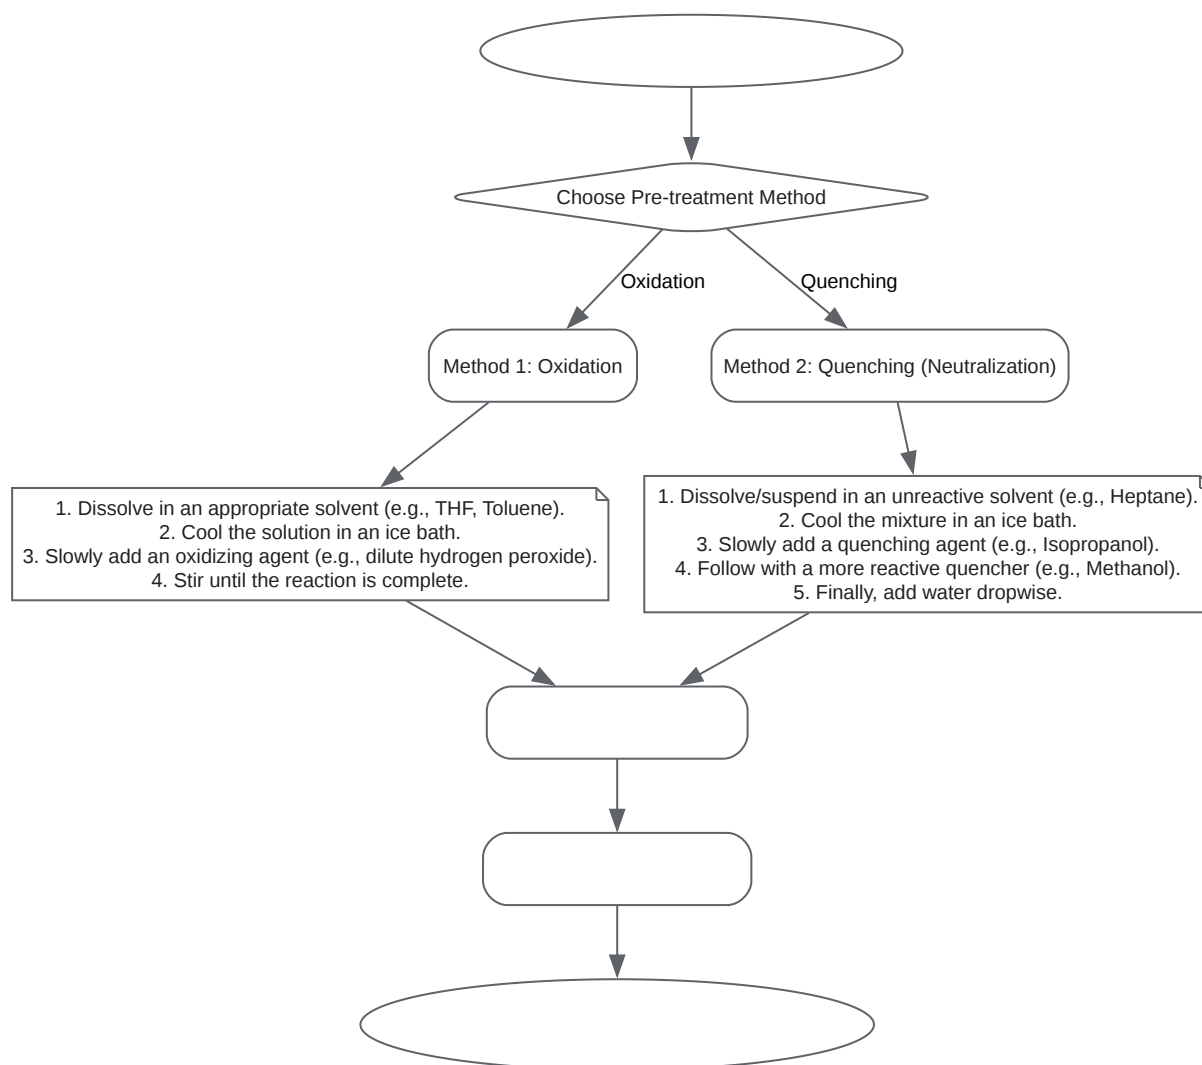 Choose Pre-treatment Method
Oxidation
Quenching
Method 1: Oxidation
Method 2: Quenching (Neutralization)
1. Dissolve in an appropriate solvent (e.g., THF, Toluene).
2. Cool the solution in an ice bath.
3. Slowly add an oxidizing agent (e.g., dilute hydrogen peroxide).
4. Stir until the reaction is complete.
1. Dissolve/suspend in an unreactive solvent (e.g., Heptane).
2. Cool the mixture in an ice bath.
3. Slowly add a quenching agent (e.g., Isopropanol).
4. Follow with a more reactive quencher (e.g., Methanol).
5. Finally, add water dropwise.